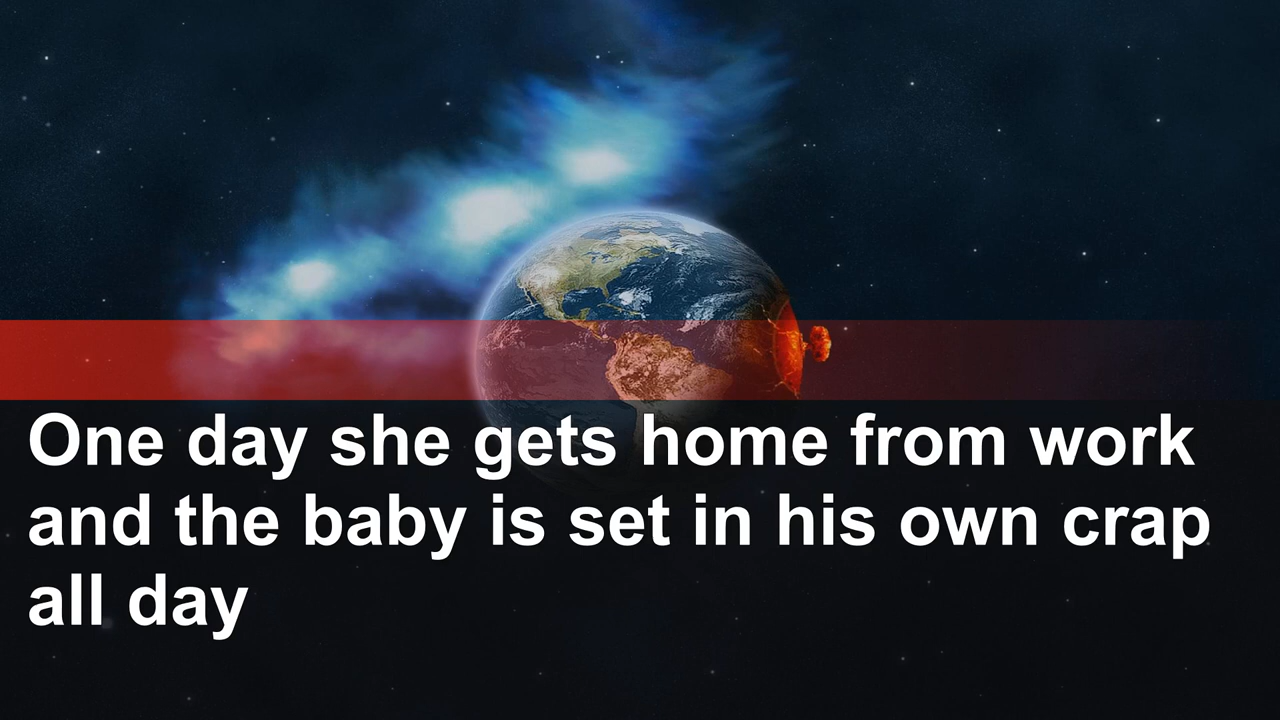 One day she gets home from work
and the baby is set in his own crap
all day